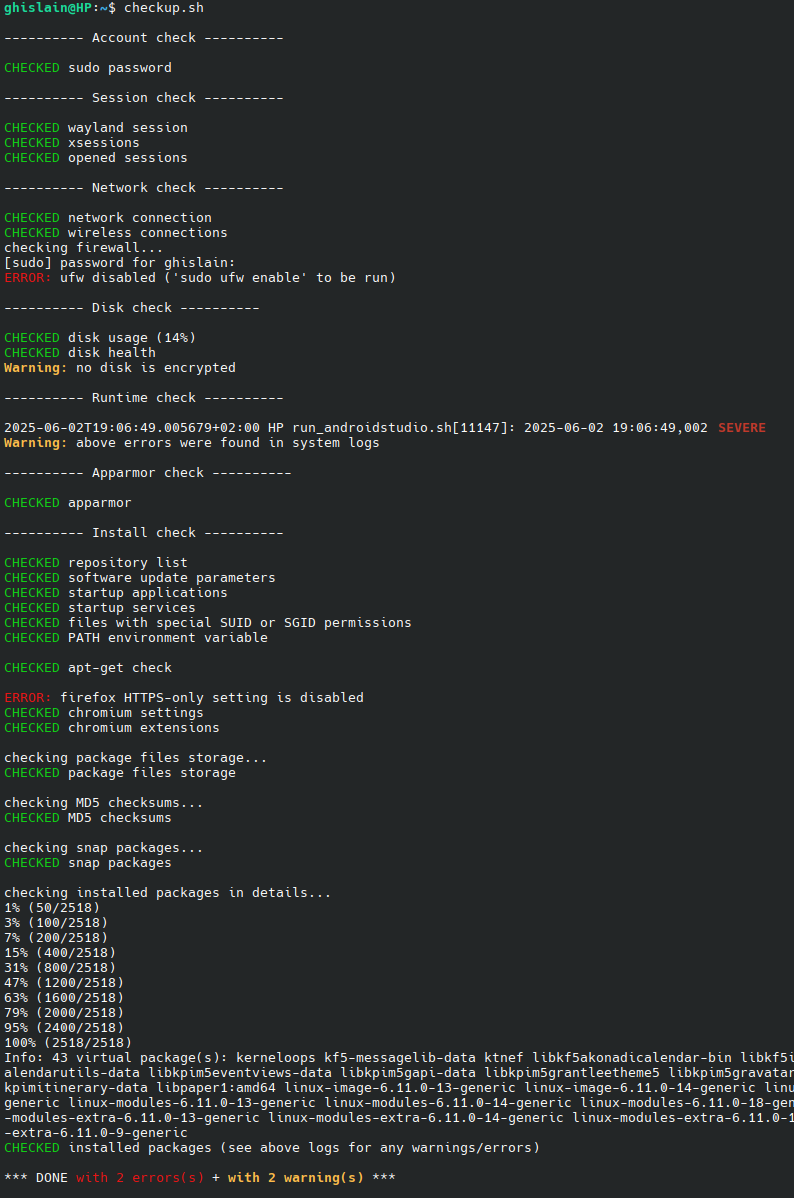 ghislain@HP:~$ checkup.sh
---------- Account check ----------
CHECKED sudo password
---------- Session check ----------
CHECKED wayland session
CHECKED xsessions
CHECKED opened sessions
---------- Network check ----------
CHECKED network connection
CHECKED wireless connections
checking firewall...
[sudo] password for ghislain:
ERROR: ufw disabled ('sudo ufw enable' to be run)
---------- Disk check ----------
CHECKED disk usage (14%)
CHECKED disk health
Warning: no disk is encrypted
---------- Runtime check ----------
2025-06-02T19:06:49.005679+02:00 HP run_androidstudio.sh[11147]: 2025-06-02 19:06:49,002 SEVERE
Warning: above errors were found in system logs
---------- Apparmor check ----------
CHECKED apparmor
---------- Install check ----------
CHECKED repository list
CHECKED software update parameters
CHECKED startup applications
CHECKED startup services
CHECKED files with special SUID or SGID permissions
CHECKED PATH environment variable
CHECKED apt-get check
ERROR: firefox HTTPS-only setting is disabled
CHECKED chromium settings
CHECKED chromium extensions
checking package files storage...
CHECKED package files storage
checking MD5 checksums...
CHECKED MD5 checksums
checking snap packages...
CHECKED snap packages
checking installed packages in details...
1% (50/2518)
3% (100/2518)
7% (200/2518)
15% (400/2518)
31% (800/2518)
47% (1200/2518)
63% (1600/2518)
79% (2000/2518)
95% (2400/2518)
100% (2518/2518)
Info: 43 virtual package(s): kerneloops kf5-messagelib-data ktnef libkf5akonadicalendar-bin libkf5i
alendarutils-data libkpim5eventviews-data libkpim5gapi-data libkpim5grantleetheme5 libkpim5gravatar
kpimitinerary-data libpaper1:amd64 linux-image-6.11.0-13-generic linux-image-6.11.0-14-generic linu
generic linux-modules-6.11.0-13-generic linux-modules-6.11.0-14-generic linux-modules-6.11.0-18-gen
-modules-extra-6.11.0-13-generic linux-modules-extra-6.11.0-14-generic linux-modules-extra-6.11.0-1
-extra-6.11.0-9-generic
CHECKED installed packages (see above logs for any warnings/errors)
*** DONE with 2 errors(s) + with 2 warning(s) ***